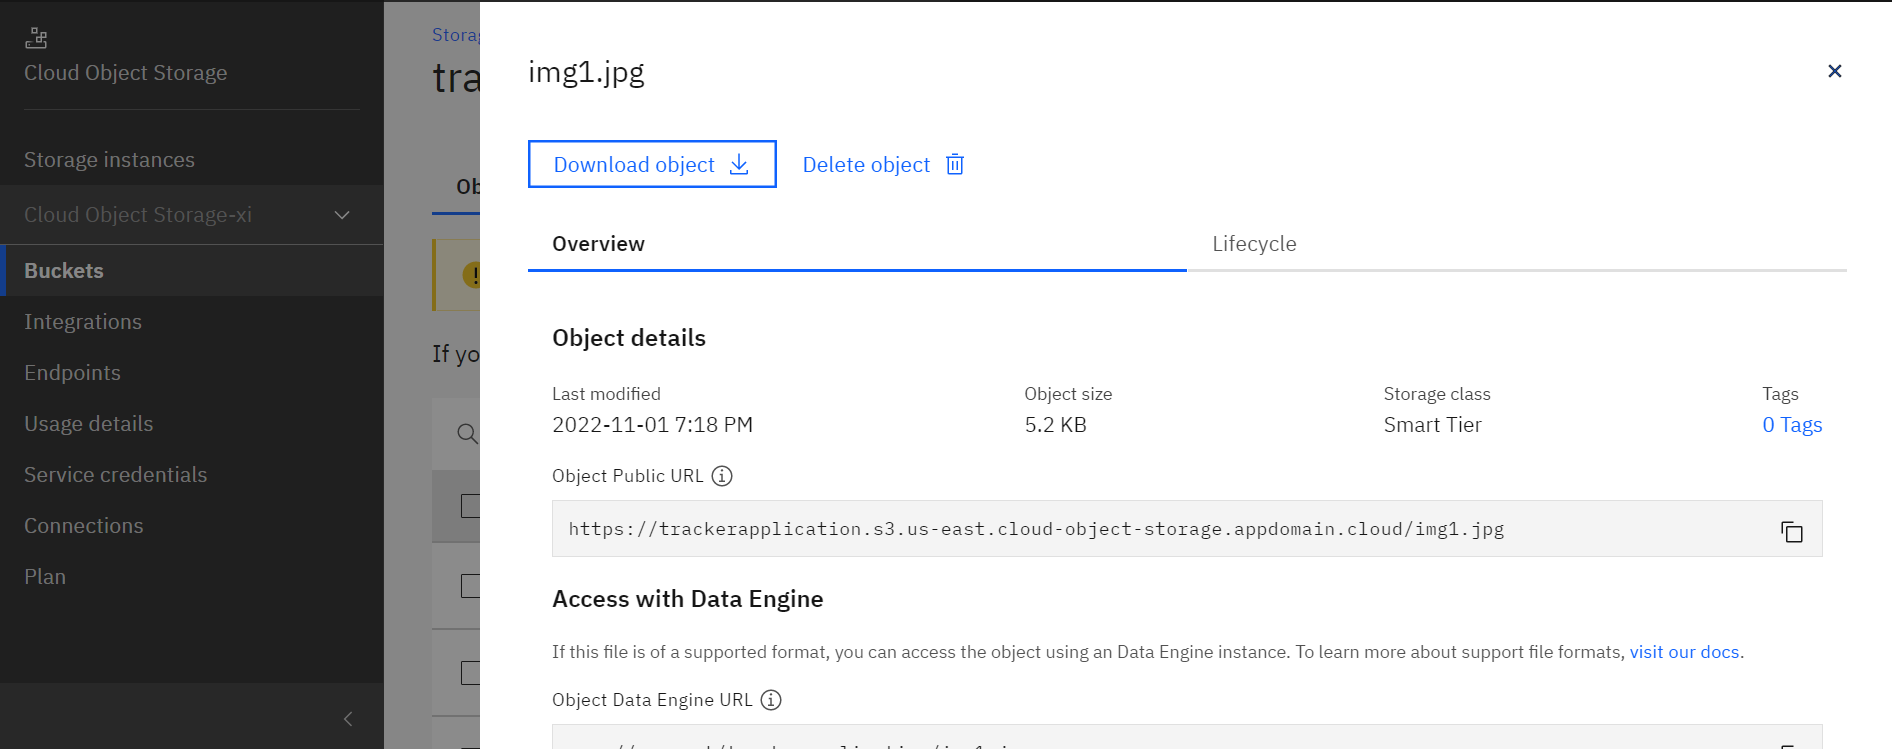 Cloud Object Storage
Storage instances
Cloud Object Storage-xi
Buckets
Integrations
Endpoints
Usage details
Service credentials
Connections
Plan
If
img1.jpg
Download object
Delete object
Overview Lifecycle
Object details
Last modified Object size Storage class Tags
2022-11-01 7:18 PM 5.2 KB Smart Tier 0 Tags
Object Public URL
https://trackerapplication.s3.us-east.cloud-object-storage.appdomain.cloud/img1.jpg
Access with Data Engine
If this file is of a supported format, you can access the object using an Data Engine instance. To learn more about support file formats, visit our docs.
Object Data Engine URL